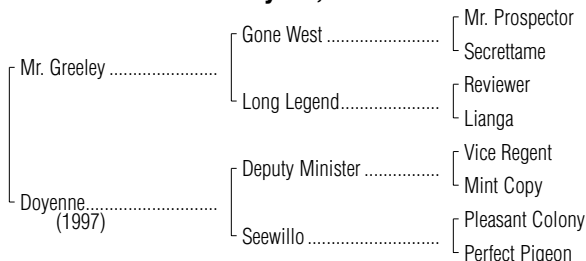 Mr. Prospector
Gone West ........................
Secrettame
Mr. Greeley .......................
Reviewer
Long Legend.....................
Lianga
Vice Regent
Deputy Minister ................
Mint Copy
Doyenne............................
(1997)
Pleasant Colony
Seewillo ............................
Perfect Pigeon